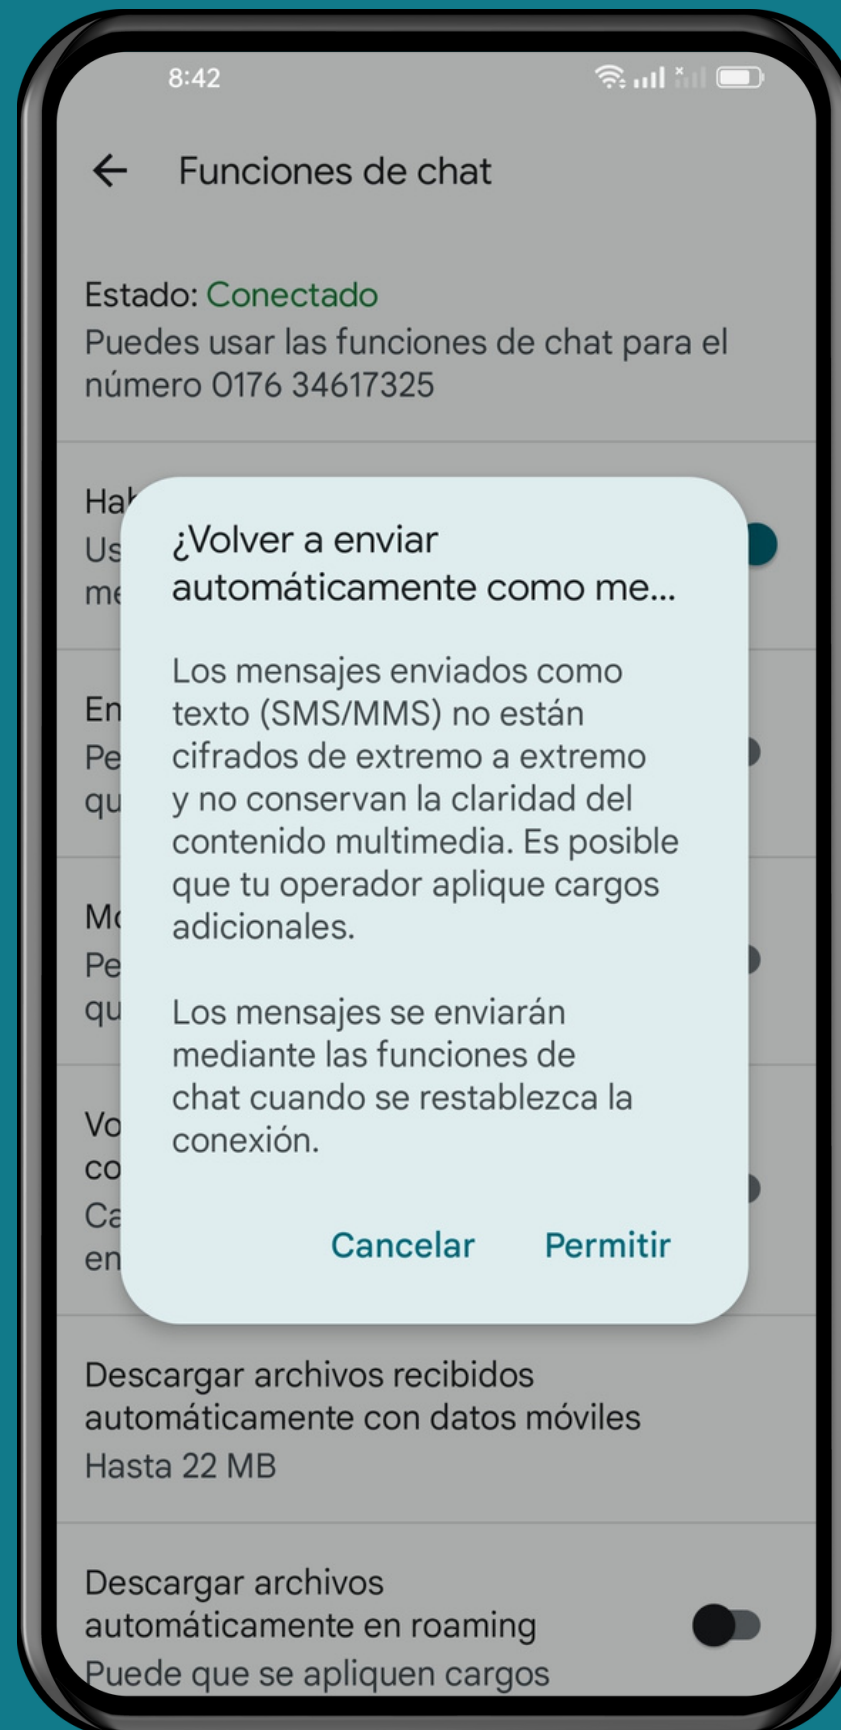 8:42
Funciones de chat
Estado: Conectado
Puedes usar las funciones de chat para el
número 0176 34617325
¿Volver a enviar
automáticamente como me...
Los mensajes enviados como
texto (SMS/MMS) no están
cifrados de extremo a extremo
y no conservan la claridad del
contenido multimedia. Es posible
que tu operador aplique cargos
adicionales.
Los mensajes se enviarán
mediante las funciones de
chat cuando se restablezca la
conexión.
Cancelar Permitir
Descargar archivos recibidos
automáticamente con datos móviles
Hasta 22 MB
Descargar archivos
automáticamente en roaming
Puede que se apliquen cargos